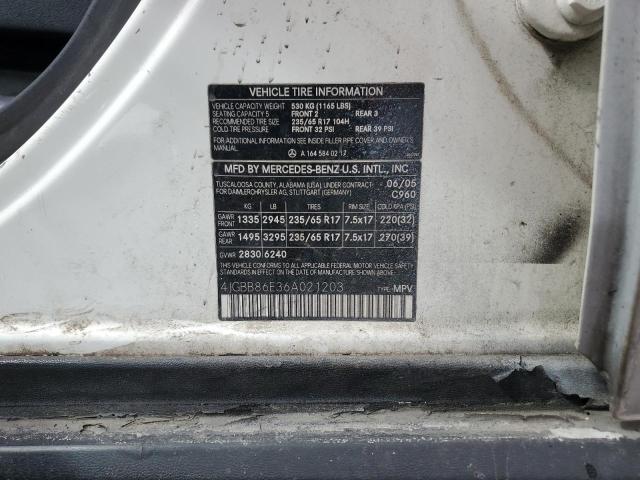 VEHICLE TIRE INFORMATION
VEHICLE CAPACITY WEIGHT 530 KG (1165 LBS)
SEATING CAPACITY 5 FRONT 2 REAR 3
RECOMMENDED TIRE SIZE 235/65 R17 104H
COLD TIRE PRESSURE FRONT 32 PSI REAR 39 PSI
FOR ADDITIONAL INFORMATION SEE INSIDE FUEL FILLER FLAP AND OWNER'S
MANUAL. A 164 584 02 17
MFD BY MERCEDES-BENZ U.S. INTL., INC
TUSCALOOSA COUNTY, ALABAMA (USA) UNDER CONTRACT 06/05
FOR DAIMLERCHRYSLER AG, STUTTGART (GERMANY) C960
KG LB TIRES RIM SIZE COLD KPA (PSI)
GAWR FRONT 1335 2945 235/65 R17 7.5x17 220(32)
GAWR REAR 1495 3295 235/65 R17 7.5x17 270(39)
GVWR 2830 6240
THIS VEHICLE CONFORMS TO ALL APPLICABLE FEDERAL MOTOR VEHICLE SAFETY
STANDARDS IN EFFECT ON THE DATE OF MANUFACTURE SHOWN ABOVE.
4JGBB86E36A021203 TYPE: MPV